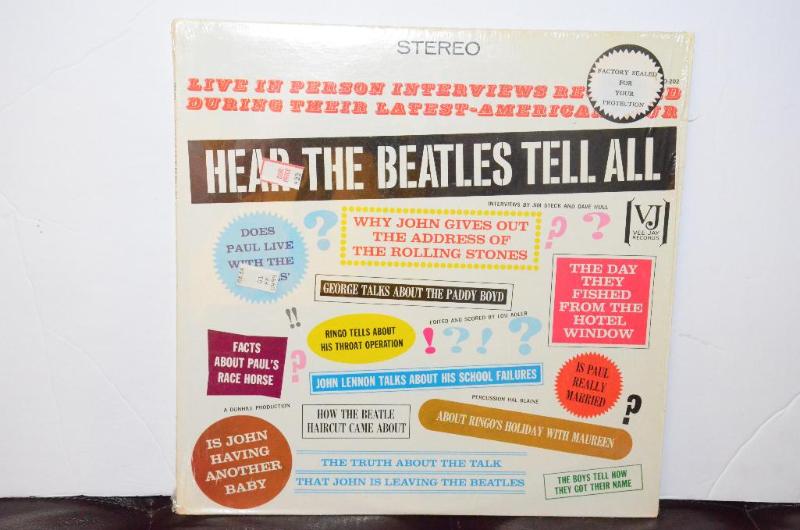 STEREO
LIVE IN PERSON INTERVIEWS
DURING THEIR LATEST-AMERICAN
FACTORY SEALED
FOR
YOUR
PROTECTION
HEAR THE BEATLES TELL ALL
OUR
PRICE
INTERVIEWS BY JIM STECK AND DAVE HULL
VJ
VEE JAY
RECORDS
DOES
PAUL LIVE
WITH THE
?
WHY JOHN GIVES OUT
THE ADDRESS OF
THE ROLLING STONES
? ?
THE DAY
THEY
FISHED
FROM THE
HOTEL
WINDOW
GEORGE TALKS ABOUT THE PADDY BOYD
EDITED AND SCORED BY LOU ADLER
!!
RINGO TELLS ABOUT
HIS THROAT OPERATION
!?!?
FACTS
ABOUT PAUL'S
RACE HORSE
?
JOHN LENNON TALKS ABOUT HIS SCHOOL FAILURES
IS PAUL
REALLY
MARRIED
?
PERCUSSION HAL BLAINE
A DUNHILL PRODUCTION
HOW THE BEATLE
HAIRCUT CAME ABOUT
ABOUT RINGO'S HOLIDAY WITH MAUREEN
IS JOHN
HAVING
ANOTHER
BABY
THE TRUTH ABOUT THE TALK
THAT JOHN IS LEAVING THE BEATLES
THE BOYS TELL HOW
THEY GOT THEIR NAME